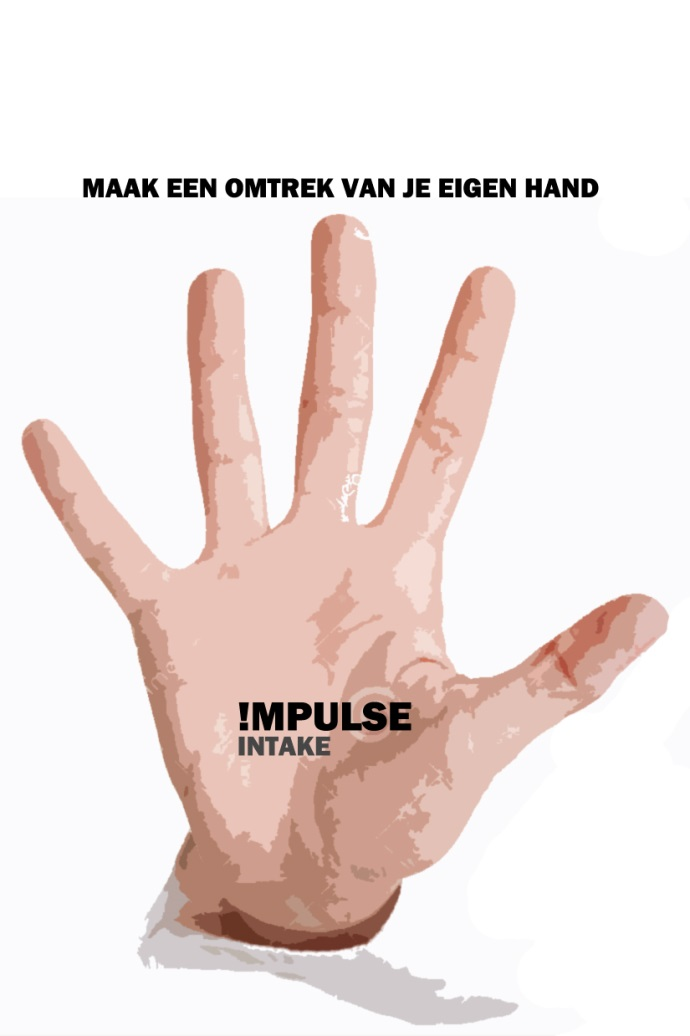 MAAK EEN OMTREK VAN JE EIGEN HAND
!MPULSE
INTAKE